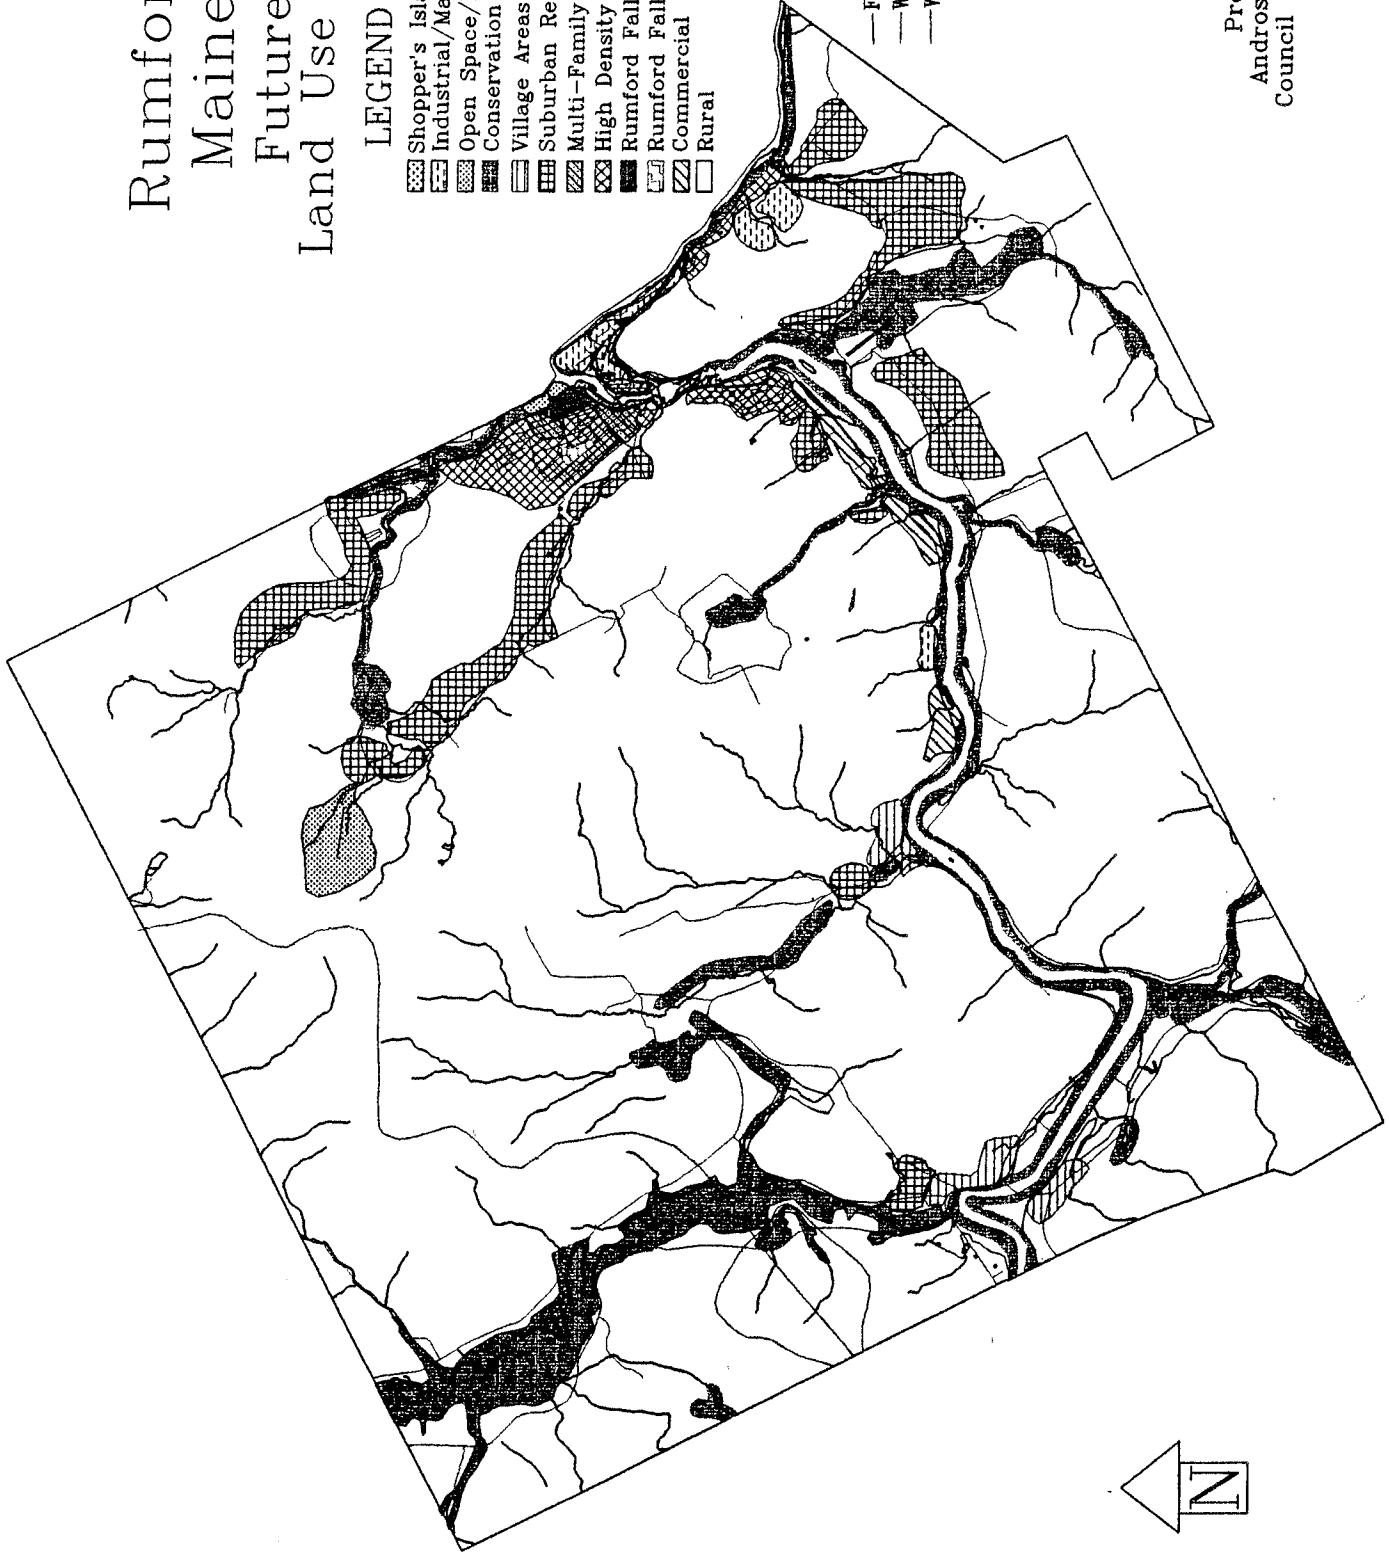 Rumfo
Maine
Future
Land Use
LEGEND
Shopper's Isl
Industrial/Ma
Open Space/
Conservation
Village Areas
Suburban Re
Multi-Family
High Density
Rumford Fall
Rumford Fal
Commercial
Rural
F
W
W
Pr
Andros
Council
N